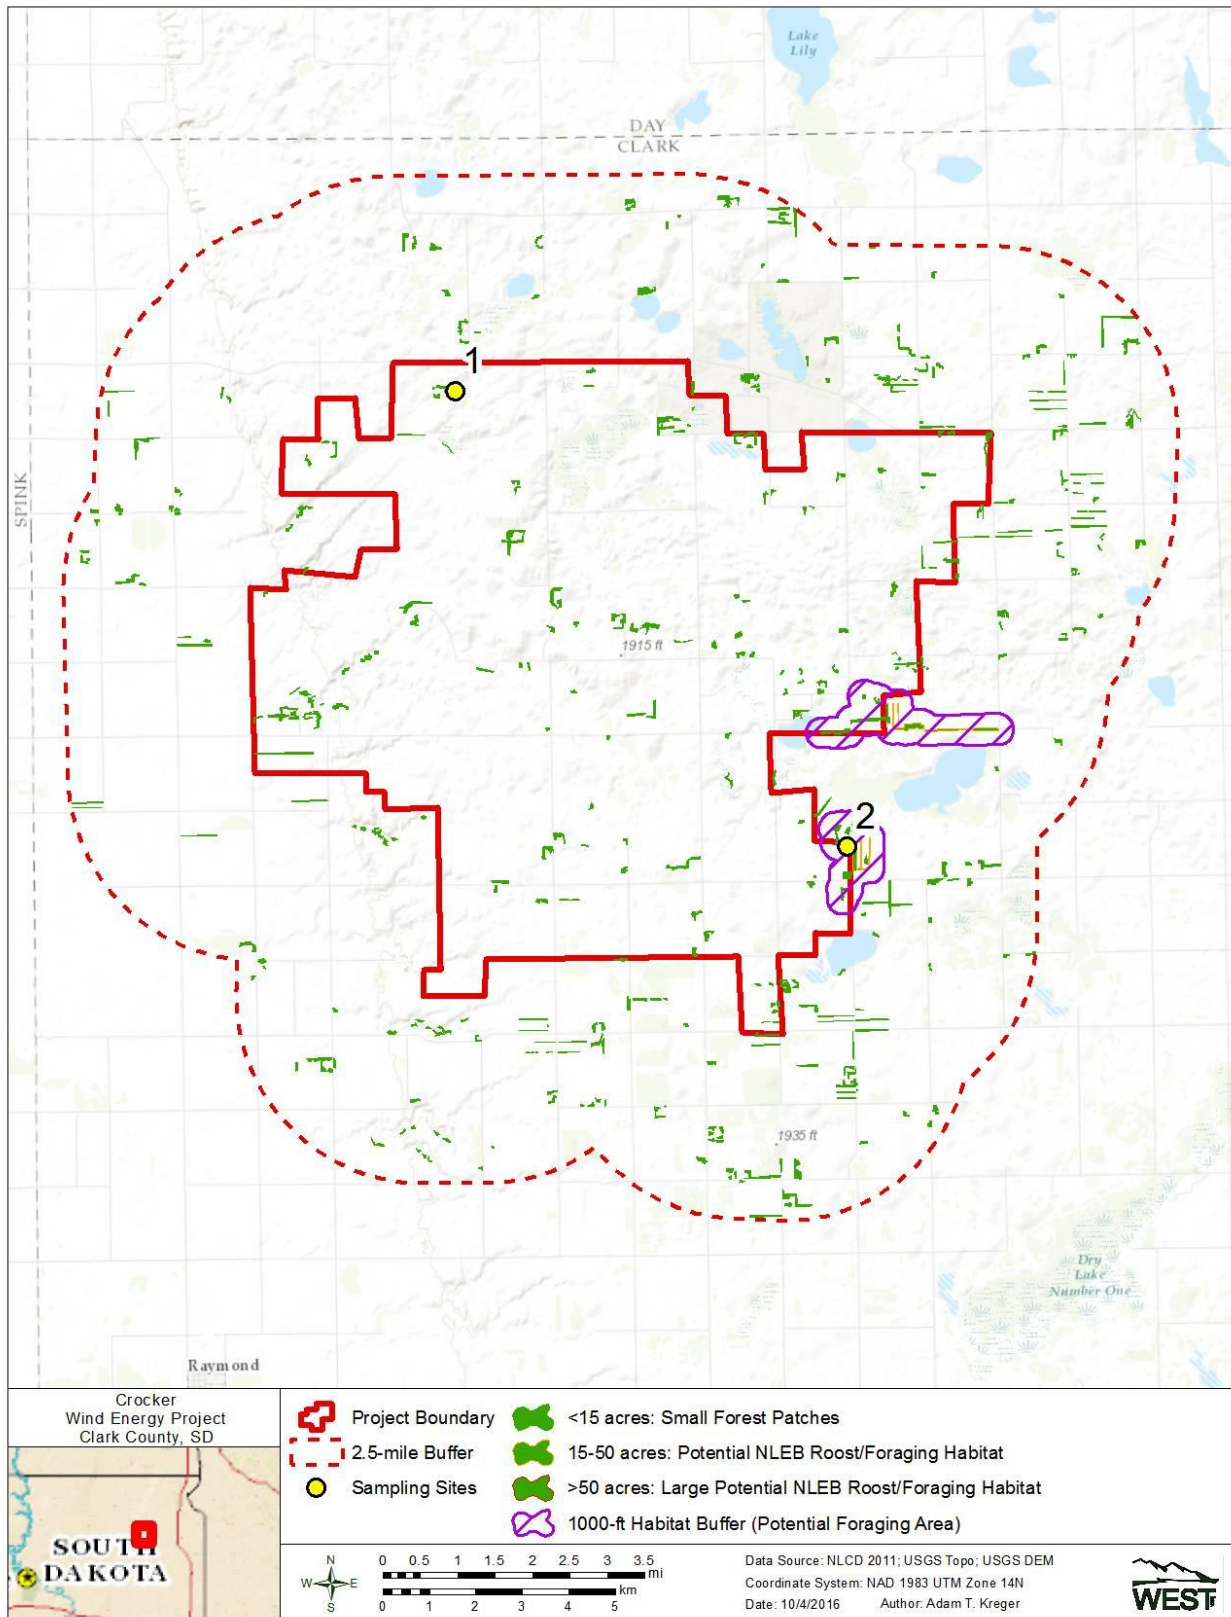 Lake
Lily
DAY
CLARK
1
SPINK
1915 ft
2
1935 ft
Dry
Lake
Number One
Raymond
Crocker
Wind Energy Project
Clark County, SD
SOUTH
DAKOTA
Project Boundary
2.5-mile Buffer
Sampling Sites
<15 acres: Small Forest Patches
15-50 acres: Potential NLEB Roost/Foraging Habitat
>50 acres: Large Potential NLEB Roost/Foraging Habitat
1000-ft Habitat Buffer (Potential Foraging Area)
N
W E
S
0 0.5 1 1.5 2 2.5 3 3.5
mi
km
0 1 2 3 4 5
Data Source: NLCD 2011; USGS Topo; USGS DEM
Coordinate System: NAD 1983 UTM Zone 14N
Date: 10/4/2016 Author: Adam T. Kreger
WEST